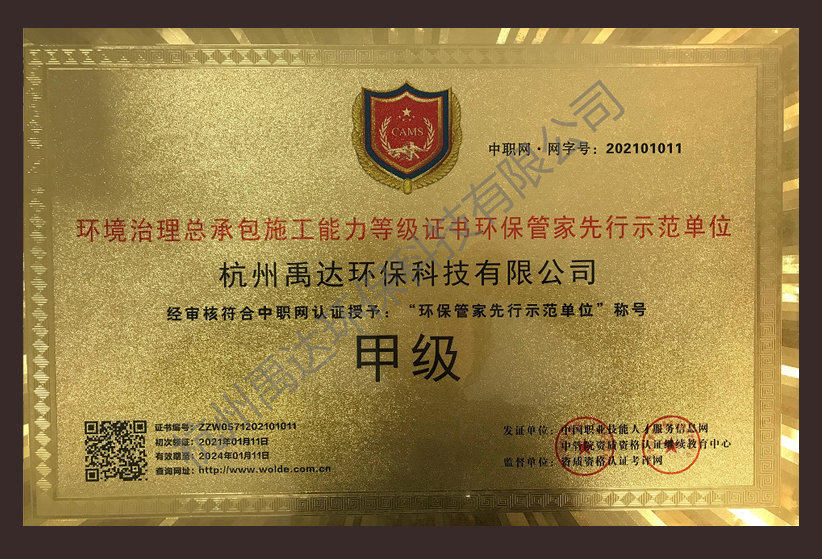 CAMS
中职网·网字号：202101011
环境治理总承包施工能力等级证书环保管家先行示范单位
杭州禹达环保科技有限公司
经审核符合中职网认证授予：“环保管家先行示范单位”称号
甲级
证书编号：ZZW0571202101011
初次领证：2021年01月11日
有效期至：2024年01月11日
查询网址：http://www.wolde.com.cn
发证单位：中国职业技能人才服务信息网
中管院资质资格认证继续教育中心
监督单位：资质资格认证考评网
州禹达环保科技有限公司